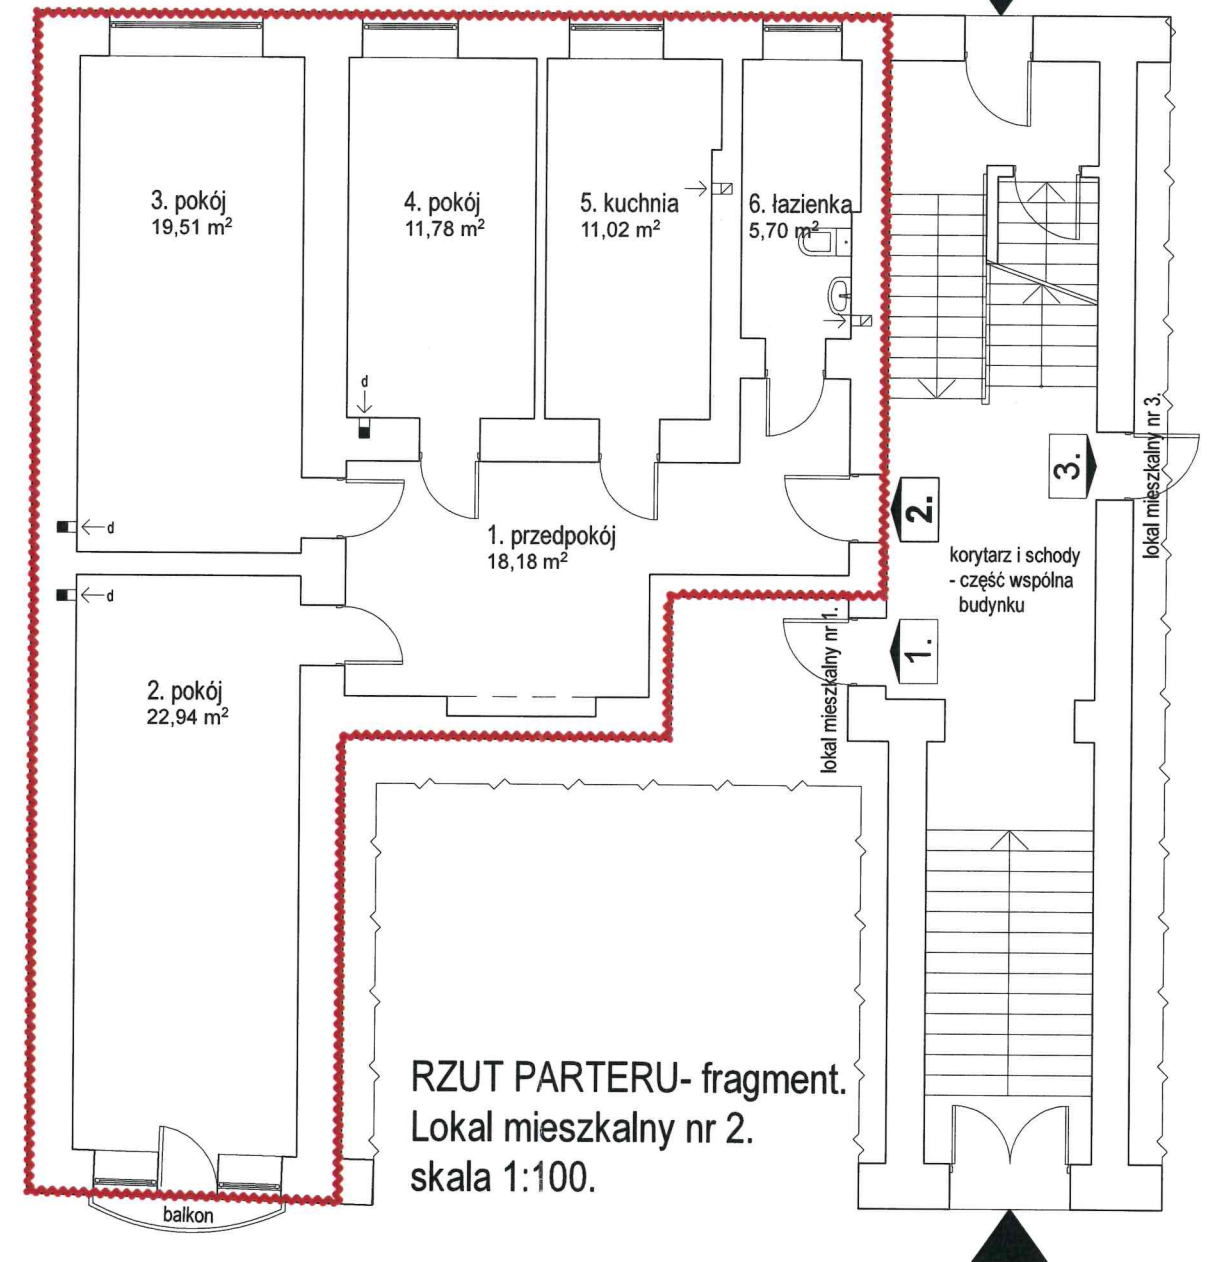 3. pokój
19,51 m²
4. pokój
11,78 m²
5. kuchnia
11,02 m²
6. łazienka
5,70 m²
d
d
d
1. przedpokój
18,18 m²
2. pokój
22,94 m²
2.
3.
1.
lokal mieszkalny nr 3.
lokal mieszkalny nr 1.
korytarz i schody
- część wspólna
budynku
RZUT PARTERU- fragment.
Lokal mieszkalny nr 2.
skala 1:100.
balkon